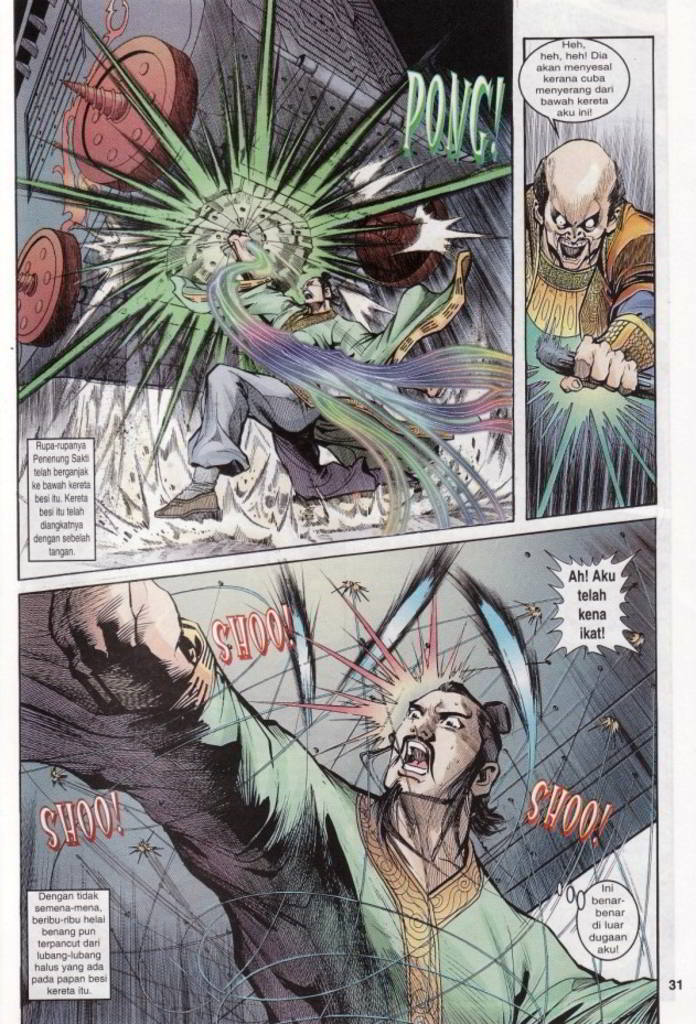 PONG!
Heh,
heh, heh! Dia
akan menyesal
kerana cuba
menyerang dari
bawah kereta
aku ini!
Rupa-rupanya
Penenung Sakti
telah berganjak
ke bawah kereta
besi itu. Kereta
besi itu telah
diangkatnya
dengan sebelah
tangan.
Ah! Aku
telah
kena
ikat!
SHOO!
SHOO!
SHOO!
Dengan tidak
semena-mena,
beribu-ribu helai
benang pun
terpancut dari
lubang-lubang
halus yang ada
pada papan besi
kereta itu.
Ini
benar-
benar
di luar
dugaan
aku!
31